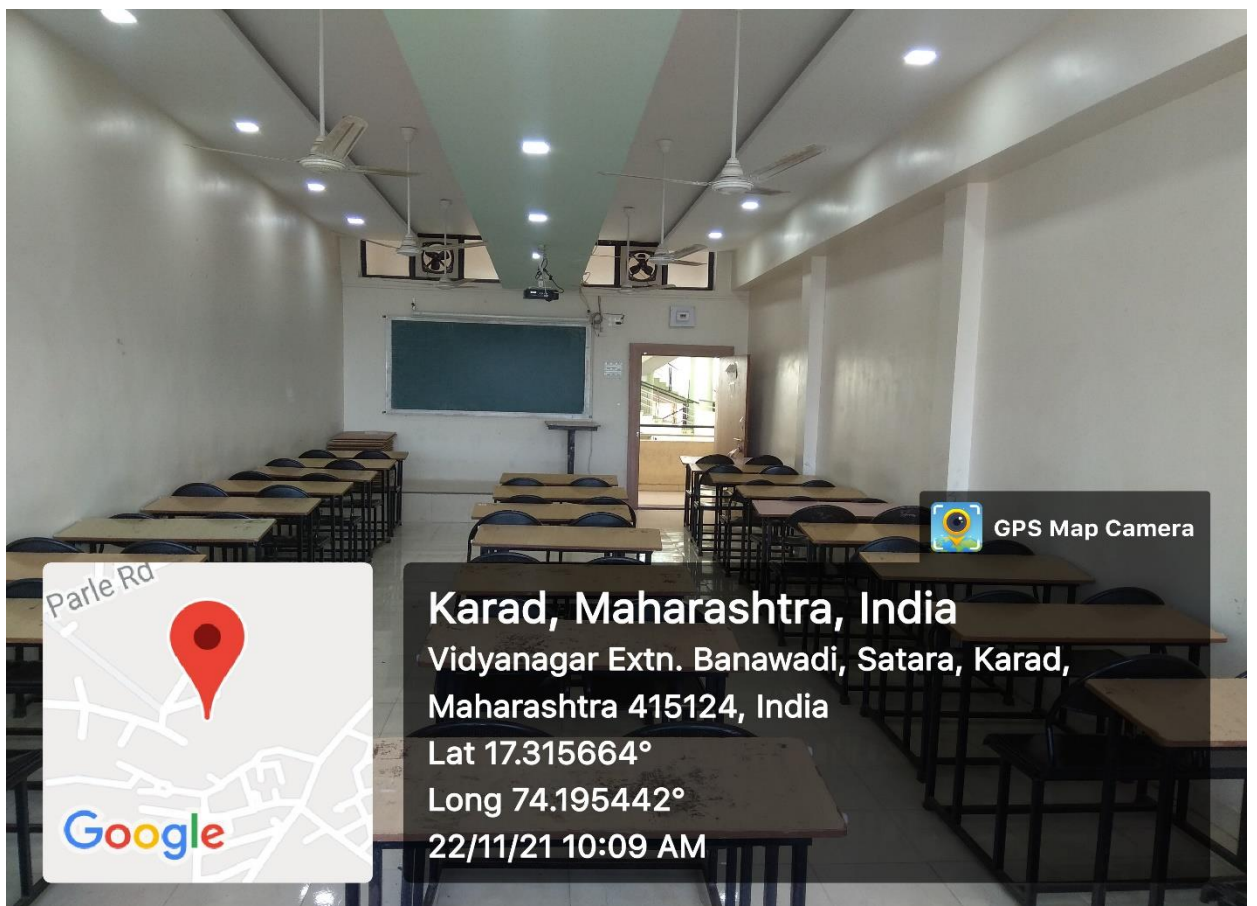 GPS Map Camera
Parle Rd
Google
Karad, Maharashtra, India
Vidyanagar Extn. Banawadi, Satara, Karad,
Maharashtra 415124, India
Lat 17.315664°
Long 74.195442°
22/11/21 10:09 AM